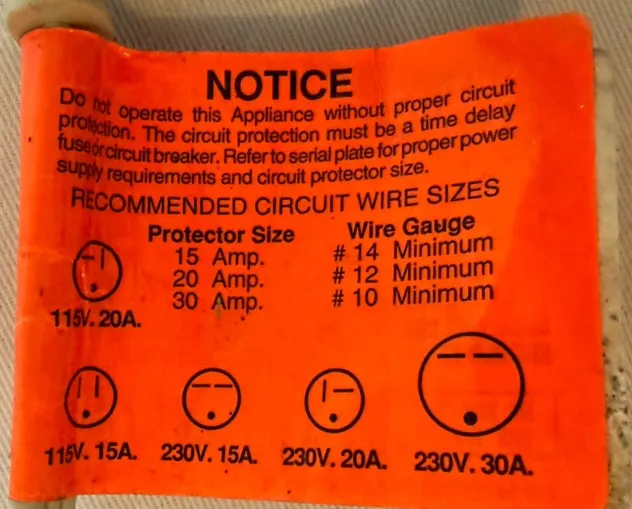 NOTICE
Do not operate this Appliance without proper circuit
protection. The circuit protection must be a time delay
fuse or circuit breaker. Refer to serial plate for proper power
supply requirements and circuit protector size.
RECOMMENDED CIRCUIT WIRE SIZES
Protector Size Wire Gauge
15 Amp. # 14 Minimum
20 Amp. # 12 Minimum
30 Amp. # 10 Minimum
115V. 20A.
115V. 15A. 230V. 15A. 230V. 20A. 230V. 30A.